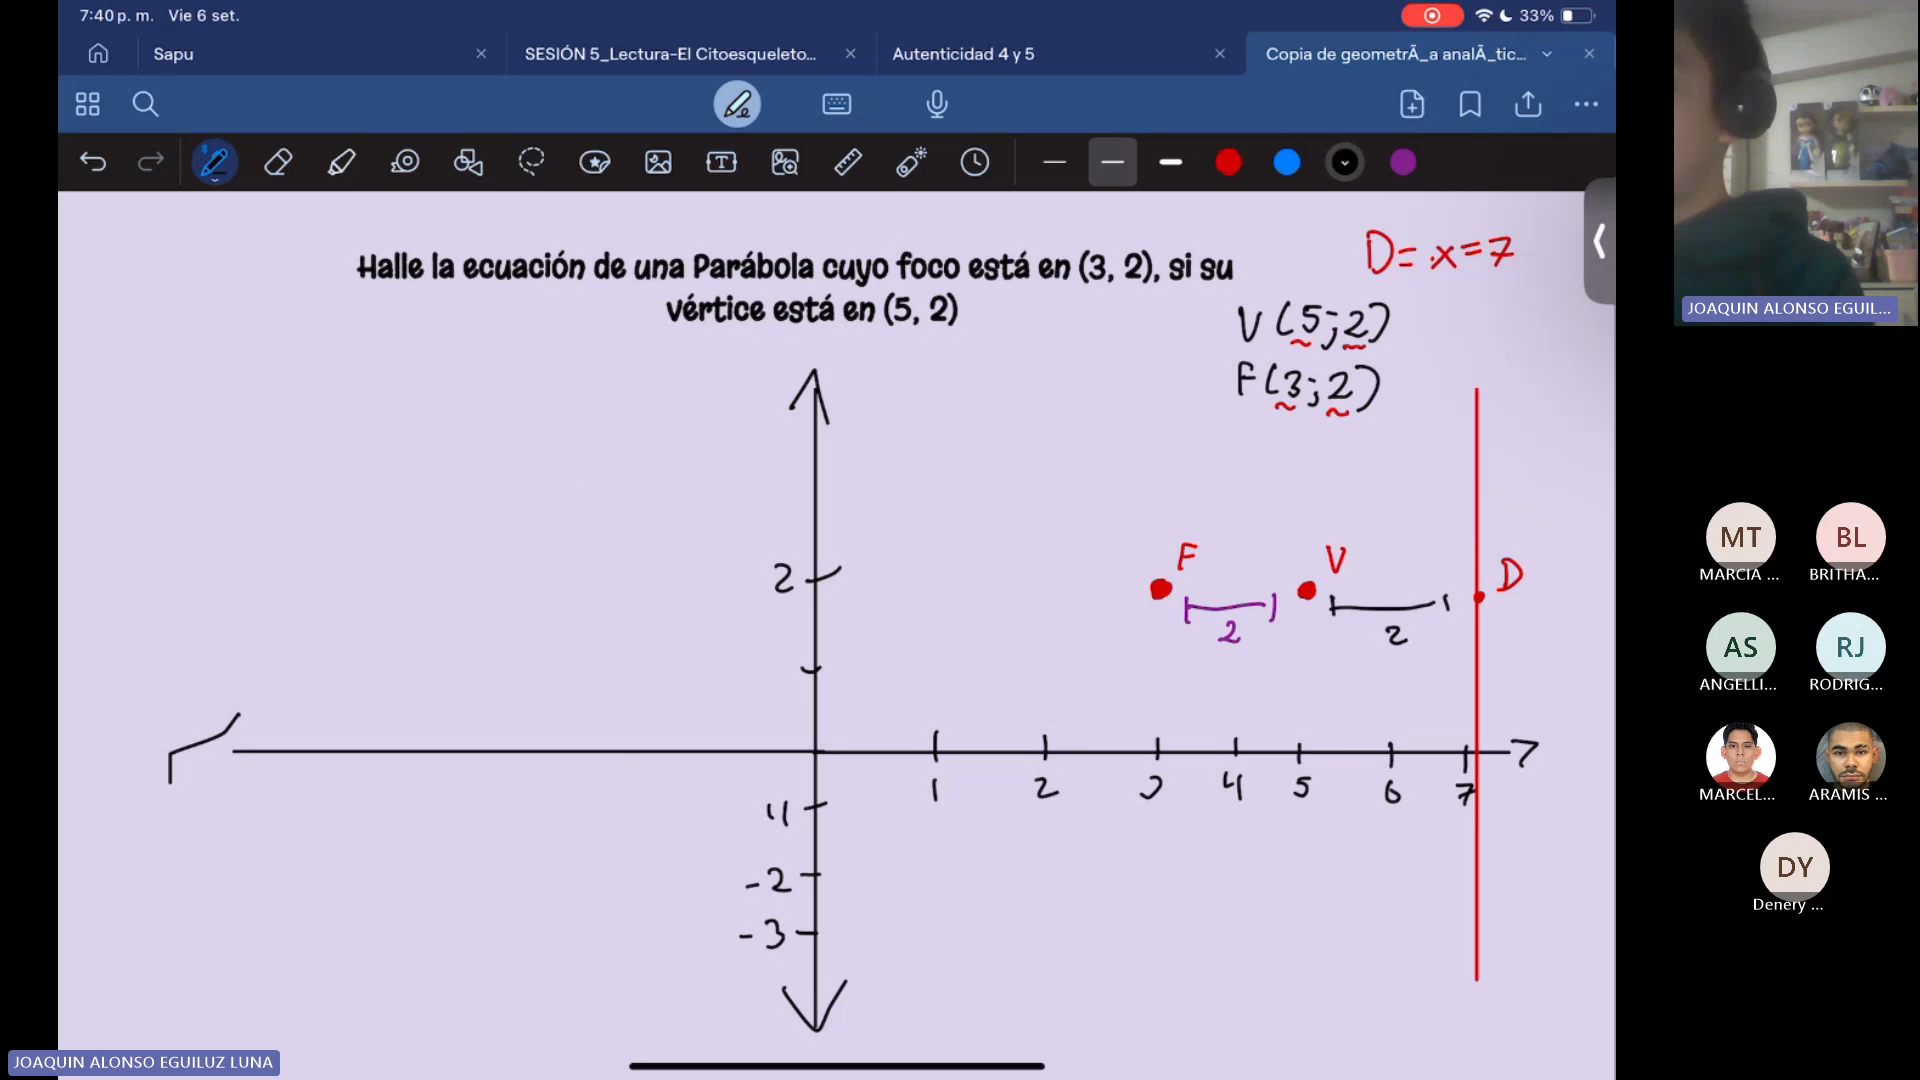 7:40 p. m. Vie 6 set.
33%
Sapu
SESIÓN 5_Lectura-El Citoesqueleto...
Autenticidad 4 y 5
Copia de geometrÃ_a analÃ_tic...
Halle la ecuación de una Parábola cuyo foco está en (3, 2), si su
vértice está en (5, 2)
D= x=7
V (5;2)
F(3;2)
F
V
D
2
2
2
1 2 3 4 5 6 7
-2
-3
JOAQUIN ALONSO EGUIL...
MT
MARCIA ...
BL
BRITHA...
AS
ANGELLI...
RJ
RODRIG...
MARCEL...
ARAMIS ...
DY
Denery ...
JOAQUIN ALONSO EGUILUZ LUNA